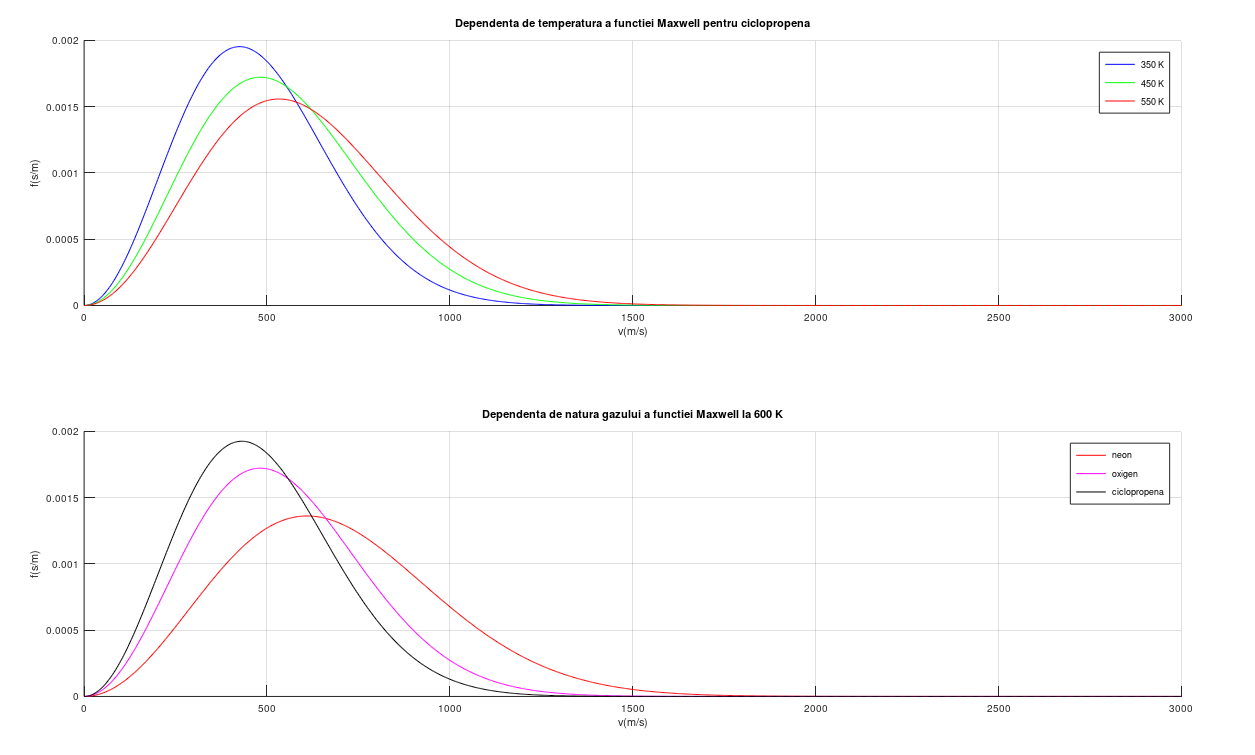 Dependenta de temperatura a functiei Maxwell pentru ciclopropena
0.002
0.0015
0.001
0.0005
0
f(s/m)
350 K
450 K
550 K
0 500 1000 1500 2000 2500 3000
v(m/s)
Dependenta de natura gazului a functiei Maxwell la 600 K
0.002
0.0015
0.001
0.0005
0
f(s/m)
neon
oxigen
ciclopropena
0 500 1000 1500 2000 2500 3000
v(m/s)